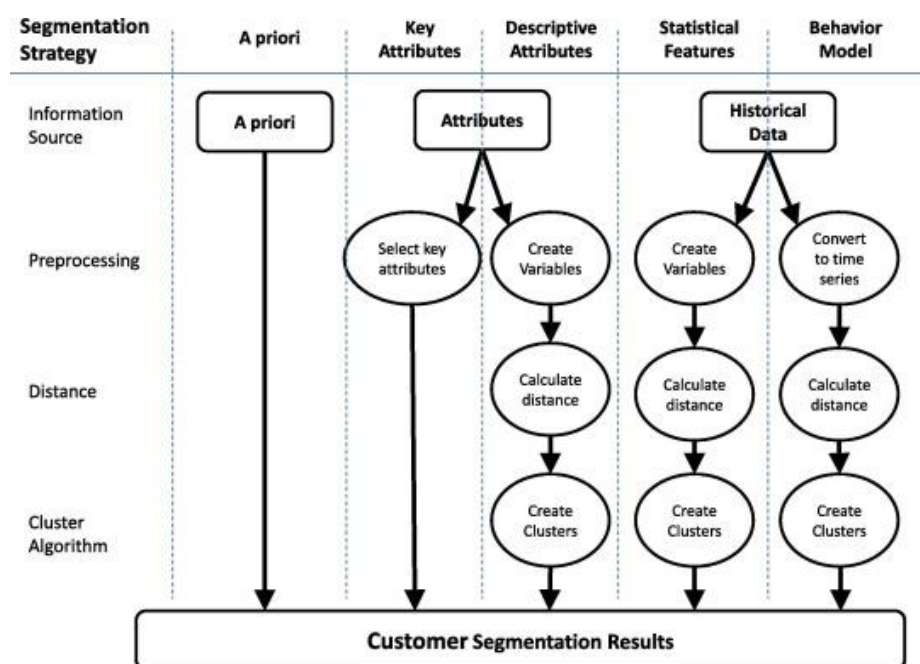 Segmentation
Strategy
A priori
Key
Attributes
Descriptive
Attributes
Statistical
Features
Behavior
Model
Information
Source
A priori
Attributes
Historical
Data
Preprocessing
Select key
attributes
Create
Variables
Create
Variables
Convert
to time
series
Distance
Calculate
distance
Calculate
distance
Calculate
distance
Cluster
Algorithm
Create
Clusters
Create
Clusters
Create
Clusters
Customer Segmentation Results